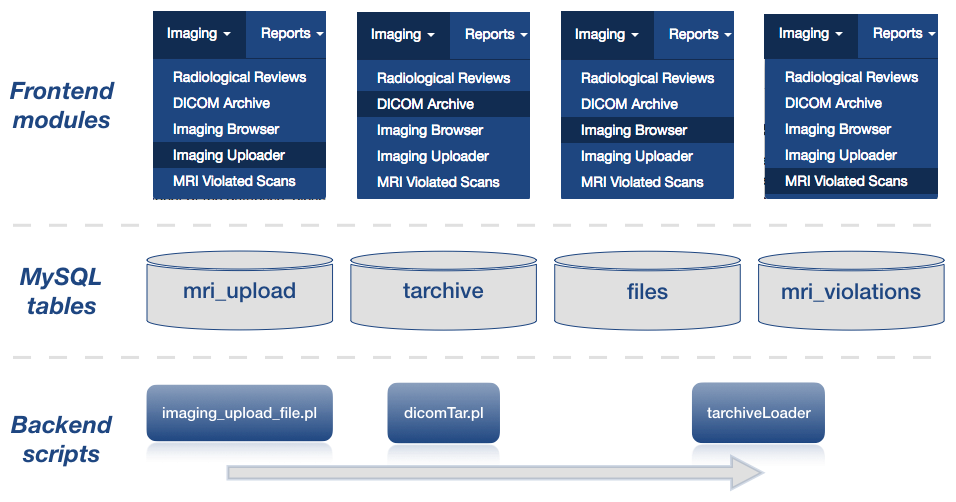 Frontend
modules
Imaging Reports
Radiological Reviews
DICOM Archive
Imaging Browser
Imaging Uploader
MRI Violated Scans
Imaging Reports
Radiological Reviews
DICOM Archive
Imaging Browser
Imaging Uploader
MRI Violated Scans
Imaging Reports
Radiological Reviews
DICOM Archive
Imaging Browser
Imaging Uploader
MRI Violated Scans
Imaging Reports
Radiological Reviews
DICOM Archive
Imaging Browser
Imaging Uploader
MRI Violated Scans
MySQL
tables
mri_upload
tarchive
files
mri_violations
Backend
scripts
imaging_upload_file.pl
dicomTar.pl
tarchiveLoader